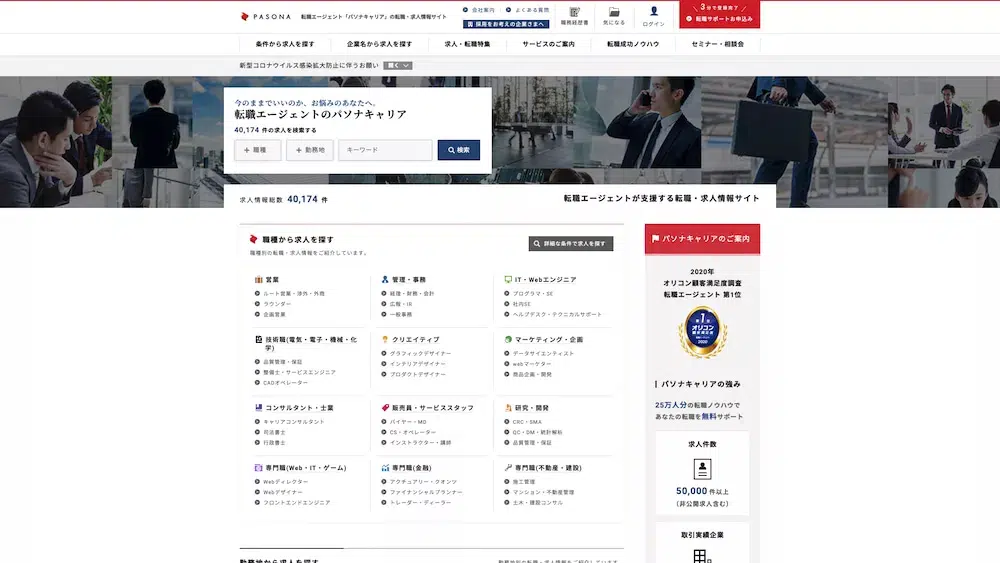 PASONA
転職エージェント「パソナキャリア」の転職・求人情報サイト
会社案内
よくある質問
採用をお考えの企業さまへ
職務経歴書
気になる
ログイン
3分で登録完了
転職サポートお申込み
条件から求人を探す
企業名から求人を探す
求人・転職特集
サービスのご案内
転職成功ノウハウ
セミナー・相談会
新型コロナウイルス感染拡大防止に伴うお願い
開く
今のままでいいのか、お悩みのあなたへ。
転職エージェントのパソナキャリア
40,174 件の求人を検索する
+ 職種
+ 勤務地
キーワード
検索
求人情報総数 40,174 件
転職エージェントが支援する転職・求人情報サイト
職種から求人を探す
職種別の転職・求人情報をご紹介しています。
詳細な条件で求人を探す
営業
ルート営業・渉外・外商
ラウンダー
企画営業
管理・事務
経理・財務・会計
広報・IR
一般事務
IT・Webエンジニア
プログラマ・SE
社内SE
ヘルプデスク・テクニカルサポート
技術職(電気・電子・機械・化
学)
品質管理・保証
整備士・サービスエンジニア
CADオペレーター
クリエイティブ
グラフィックデザイナー
インテリアデザイナー
プロダクトデザイナー
マーケティング・企画
データサイエンティスト
webマーケター
商品企画・開発
コンサルタント・士業
キャリアコンサルタント
司法書士
行政書士
販売員・サービススタッフ
バイヤー・MD
CS・オペレーター
インストラクター・講師
研究・開発
CRC・SMA
QC・DM・統計解析
品質管理・保証
専門職(Web・IT・ゲーム)
Webディレクター
Webデザイナー
フロントエンドエンジニア
専門職(金融)
アクチュアリー・クオンツ
ファイナンシャルプランナー
トレーダー・ディーラー
専門職(不動産・建設)
施工管理
マンション・不動産管理
土木・建設コンサル
パソナキャリアのご案内
2020年
オリコン顧客満足度調査
転職エージェント 第1位
第1位
オリコン
顧客満足度
2020
パソナキャリアの強み
25万人分の転職ノウハウで
あなたの転職を無料サポート
求人件数
50,000 件以上
(非公開求人含む)
取引実績企業
勤務地から求人を探す
勤務地別の転職・求人情報をご紹介しています